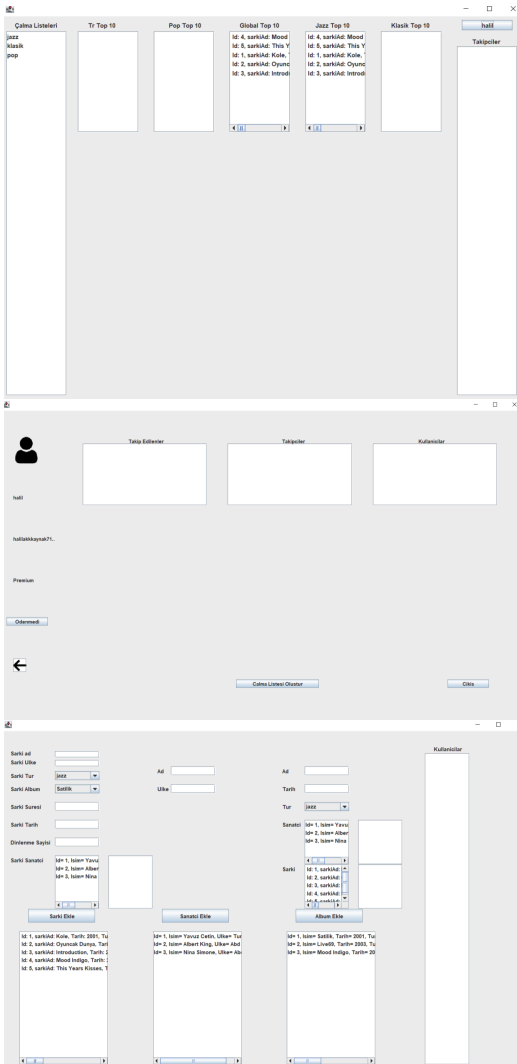 Çalma Listeleri
Tr Top 10
Pop Top 10
Global Top 10
Jazz Top 10
Klasik Top 10
halil
jazz
klasik
pop
Id: 4, sarkiAd: Mood
Id: 5, sarkiAd: This Y
Id: 1, sarkiAd: Kole,
Id: 2, sarkiAd: Oyunc
Id: 3, sarkiAd: Introdu
Id: 4, sarkiAd: Mood
Id: 5, sarkiAd: This Y
Id: 1, sarkiAd: Kole,
Id: 2, sarkiAd: Oyunc
Id: 3, sarkiAd: Introdu
Takipciler
Takip Edilenler
Takipciler
Kullanicilar
halil
halilakkkaynak71..
Premium
Odenmedi
Calma Listesi Olustur
Cikis
Sarki ad
Sarki Ulke
Sarki Tur
jazz
Sarki Album
Satilik
Sarki Suresi
Sarki Tarih
Dinlenme Sayisi
Sarki Sanatci
Id= 1, Isim= Yavu
Id= 2, Isim= Alber
Id= 3, Isim= Nina
Sarki Ekle
Id: 1, sarkiAd: Kole, Tarih: 2001, Tu
Id: 2, sarkiAd: Oyuncak Dunya, Tari
Id: 3, sarkiAd: Introduction, Tarih: 2
Id: 4, sarkiAd: Mood Indigo, Tarih:
Id: 5, sarkiAd: This Years Kisses, T
Ad
Ulke
Sanatci Ekle
Id= 1, Isim= Yavuz Cetin, Ulke= Tur
Id= 2, Isim= Albert King, Ulke= Abd
Id= 3, Isim= Nina Simone, Ulke= Ab
Ad
Tarih
Tur
jazz
Sanatci
Id= 1, Isim= Yavu
Id= 2, Isim= Alber
Id= 3, Isim= Nina
Sarki
Id: 1, sarkiAd:
Id: 2, sarkiAd:
Id: 3, sarkiAd:
Id: 4, sarkiAd:
Id: 5, sarkiAd:
Album Ekle
Id= 1, Isim= Satilik, Tarih= 2001, Tu
Id= 2, Isim= Live69, Tarih= 2003, Tu
Id= 3, Isim= Mood Indigo, Tarih= 20
Kullanicilar